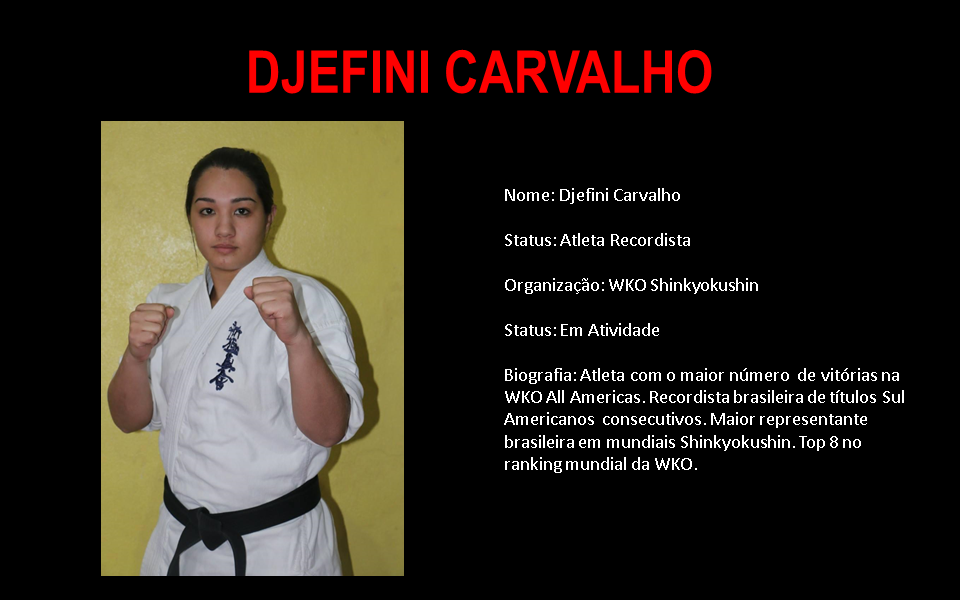 DJEFINI CARVALHO
Nome: Djefini Carvalho
Status: Atleta Recordista
Organização: WKO Shinkyokushin
Status: Em Atividade
Biografia: Atleta com o maior número de vitórias na
WKO All Americas. Recordista brasileira de títulos Sul
Americanos consecutivos. Maior representante
brasileira em mundiais Shinkyokushin. Top 8 no
ranking mundial da WKO.